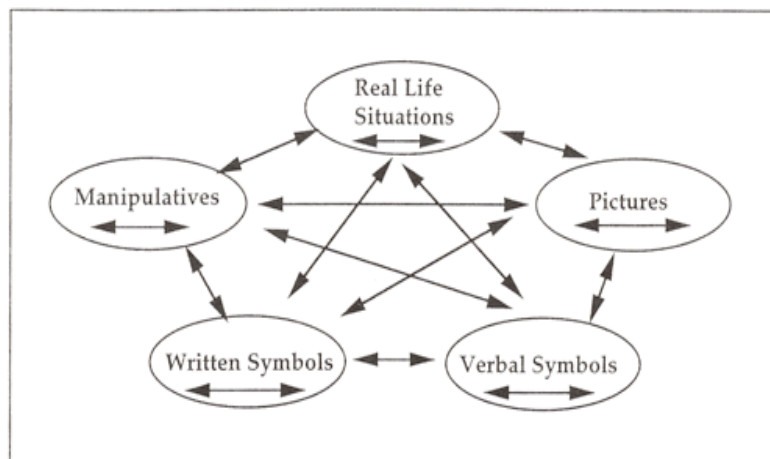 Real Life
Situations
Manipulatives
Pictures
Written Symbols
Verbal Symbols